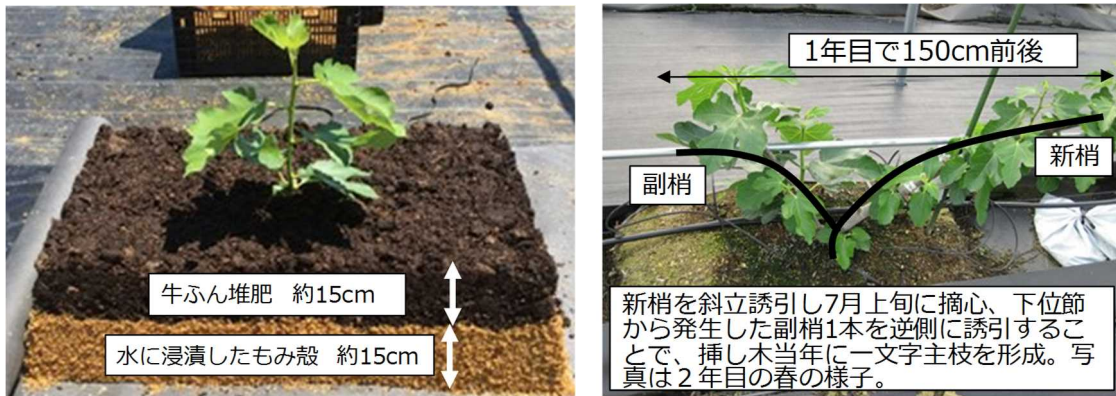 牛ふん堆肥　約15cm
水に浸漬したもみ殻　約15cm
1年目で150cm前後
副梢
新梢
新梢を斜立誘引し7月上旬に摘心、下位節
から発生した副梢1本を逆側に誘引するこ
とで、挿し木当年に一文字主枝を形成。写
真は２年目の春の様子。